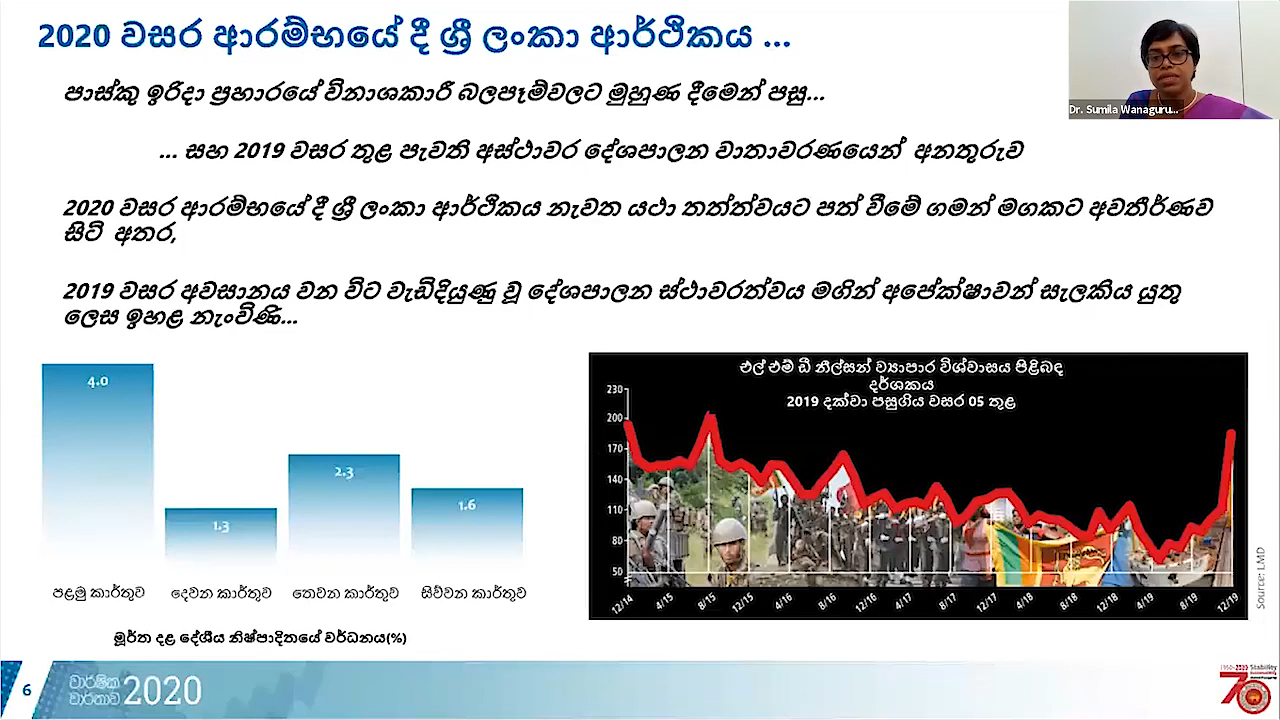 2020 වසර ආරම්භයේ දී ශ්‍රී ලංකා ආර්ථිකය ...
Dr. Sumila Wanaguru...
පාස්කු ඉරිදා ප්‍රහාරයේ විනාශකාරී බලපෑම්වලට මුහුණ දීමෙන් පසු...
... සහ 2019 වසර තුළ පැවති අස්ථාවර දේශපාලන වාතාවරණයෙන් අනතුරුව
2020 වසර ආරම්භයේ දී ශ්‍රී ලංකා ආර්ථිකය නැවත යථා තත්ත්වයට පත් වීමේ ගමන් මගකට අවතීර්ණව
සිටි අතර,
2019 වසර අවසානය වන විට වැඩිදියුණු වූ දේශපාලන ස්ථාවරත්වය මගින් අපේක්ෂාවන් සැලකිය යුතු
ලෙස ඉහළ නැංවිණි...
4.0
1.3
2.3
1.6
පළමු කාර්තුව දෙවන කාර්තුව තෙවන කාර්තුව සිව්වන කාර්තුව
මූර්ත දළ දේශීය නිෂ්පාදිතයේ වර්ධනය(%)
එල් එම් ඩී නීල්සන් ව්‍යාපාර විශ්වාසය පිළිබඳ
දර්ශකය
2019 දක්වා පසුගිය වසර 05 තුළ
230
200
170
140
110
80
50
12/14 4/15 8/15 12/15 4/16 8/16 12/16 4/17 8/17 12/17 4/18 8/18 12/18 4/19 8/19 12/19
Source: LMD
6
වාර්ෂික
වාර්තාව 2020
1950-2020 Stability
70